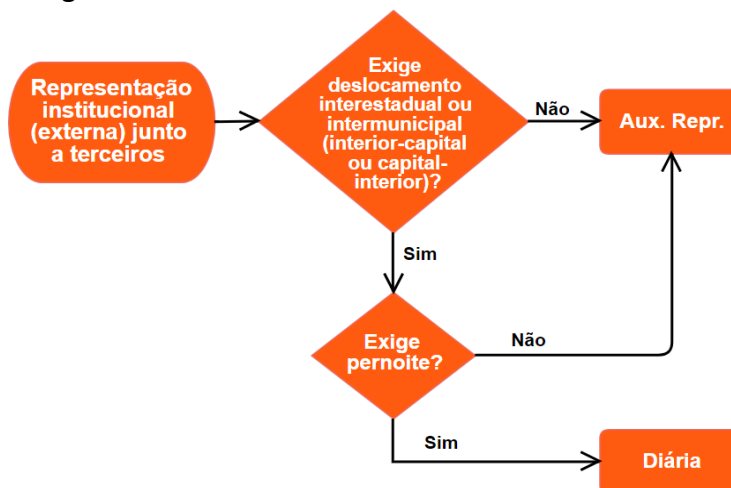 Representação
institucional
(externa) junto
a terceiros
Exige
deslocamento
interestadual ou
intermunicipal
(interior-capital
ou capital-
interior)?
Não
Aux. Repr.
Sim
Exige
pernoite?
Não
Sim
Diária